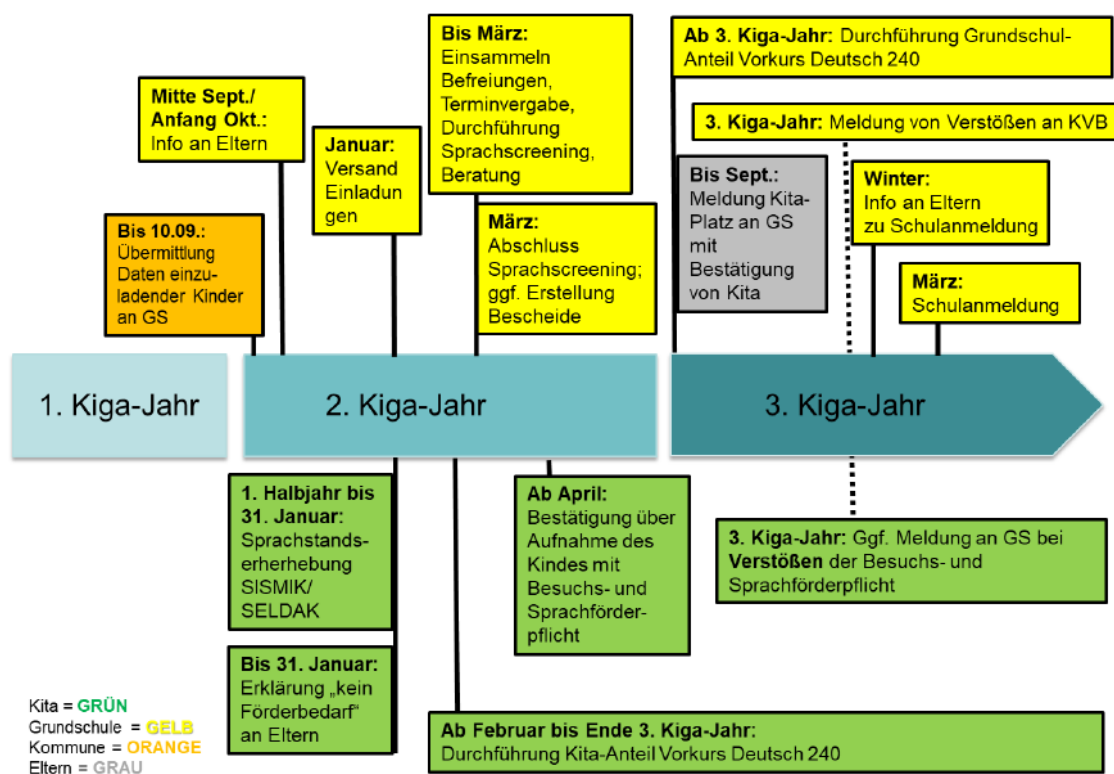 Mitte Sept./
Anfang Okt.:
Info an Eltern
Bis 10.09.:
Übermittlung
Daten einzu-
ladender Kinder
an GS
Januar:
Versand
Einladun
gen
Bis März:
Einsammeln
Befreiungen,
Terminvergabe,
Durchführung
Sprachscreening,
Beratung
März:
Abschluss
Sprachscreening;
ggf. Erstellung
Bescheide
Ab 3. Kiga-Jahr: Durchführung Grundschul-
Anteil Vorkurs Deutsch 240
3. Kiga-Jahr: Meldung von Verstößen an KVB
Bis Sept.:
Meldung Kita-
Platz an GS
mit
Bestätigung
von Kita
Winter:
Info an Eltern
zu Schulanmeldung
März:
Schulanmeldung
1. Kiga-Jahr
2. Kiga-Jahr
3. Kiga-Jahr
1. Halbjahr bis
31. Januar:
Sprachstands-
erherhebung
SISMIK/
SELDAK
Bis 31. Januar:
Erklärung „kein
Förderbedarf“
an Eltern
Ab April:
Bestätigung über
Aufnahme des
Kindes mit
Besuchs- und
Sprachförder-
pflicht
3. Kiga-Jahr: Ggf. Meldung an GS bei
Verstößen der Besuchs- und
Sprachförderpflicht
Ab Februar bis Ende 3. Kiga-Jahr:
Durchführung Kita-Anteil Vorkurs Deutsch 240
Kita = GRÜN
Grundschule = GELB
Kommune = ORANGE
Eltern = GRAU